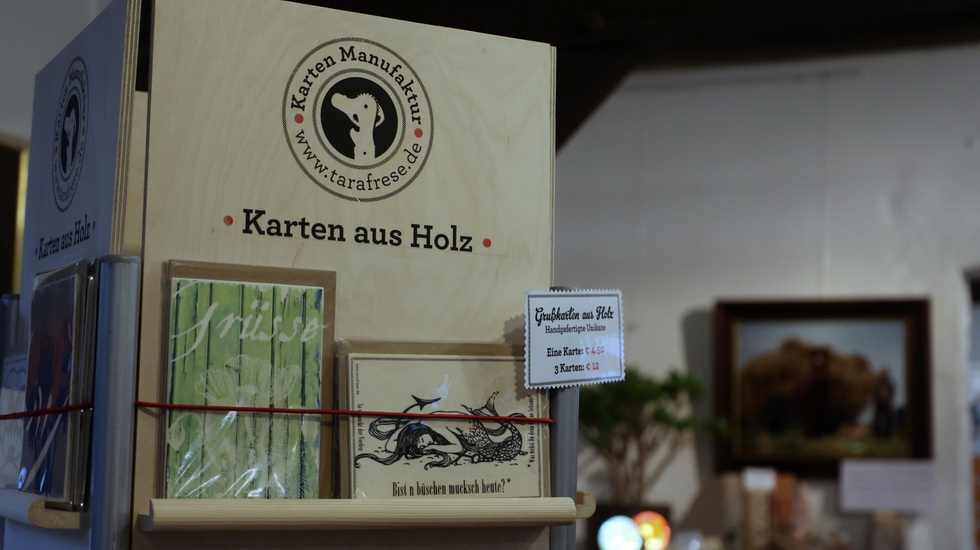 Karten Manufaktur
www.tarafrese.de
• Karten aus Holz •
• Karten aus Holz •
Grüsse
Grußkarten aus Holz
Handgefertigte Unikate
Eine Karte: € 4,50
3 Karten: € 12
Bist n büschen mucksch heute?*